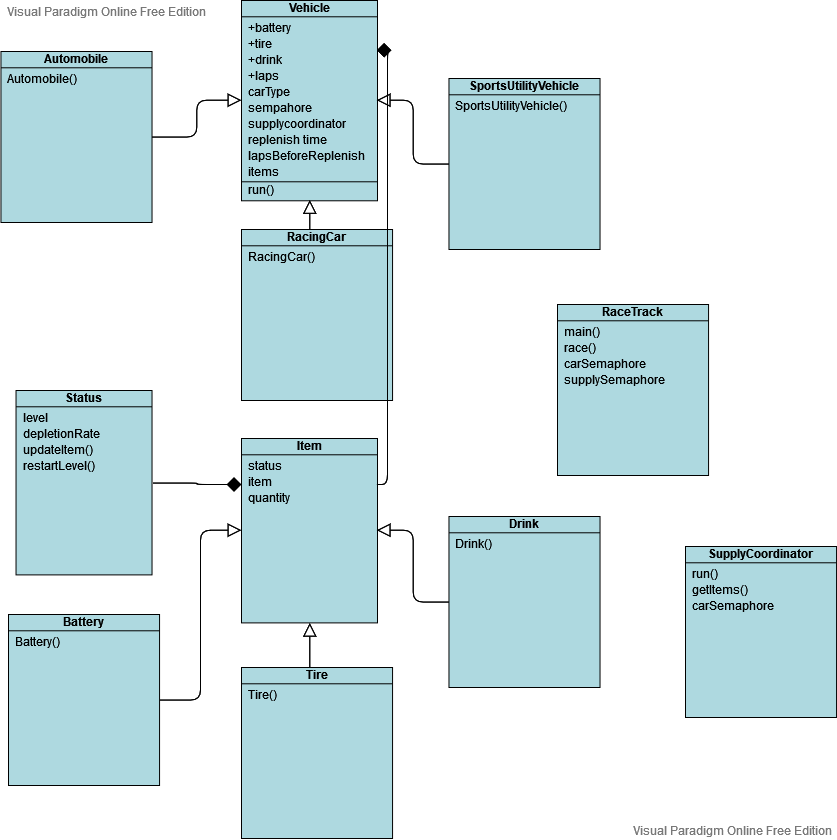 Visual Paradigm Online Free Edition
Vehicle
+battery
+tire
+drink
+laps
carType
sempahore
supplycoordinator
replenish time
lapsBeforeReplenish
items
run()
Automobile
Automobile()
SportsUtilityVehicle
SportsUtilityVehicle()
RacingCar
RacingCar()
RaceTrack
main()
race()
carSemaphore
supplySemaphore
Status
level
depletionRate
updateItem()
restartLevel()
Item
status
item
quantity
Drink
Drink()
SupplyCoordinator
run()
getItems()
carSemaphore
Battery
Battery()
Tire
Tire()
Visual Paradigm Online Free Edition